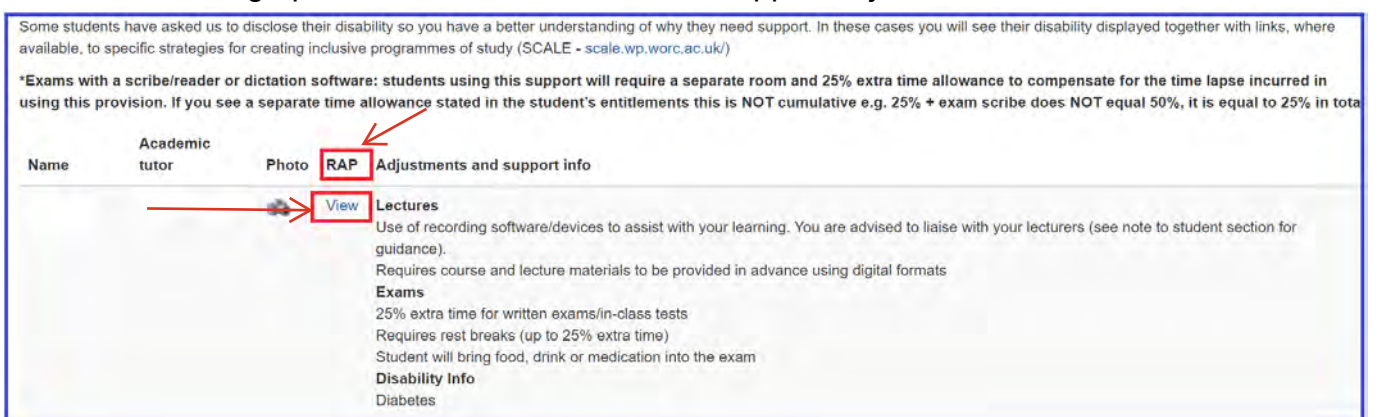 Some students have asked us to disclose their disability so you have a better understanding of why they need support. In these cases you will see their disability displayed together with links, where
available, to specific strategies for creating inclusive programmes of study (SCALE - scale.wp.worc.ac.uk/)
*Exams with a scribe/reader or dictation software: students using this support will require a separate room and 25% extra time allowance to compensate for the time lapse incurred in
using this provision. If you see a separate time allowance stated in the student's entitlements this is NOT cumulative e.g. 25% + exam scribe does NOT equal 50%, it is equal to 25% in tota
Name Academic tutor Photo RAP Adjustments and support info
View Lectures
Use of recording software/devices to assist with your learning. You are advised to liaise with your lecturers (see note to student section for
guidance).
Requires course and lecture materials to be provided in advance using digital formats
Exams
25% extra time for written exams/in-class tests
Requires rest breaks (up to 25% extra time)
Student will bring food, drink or medication into the exam
Disability Info
Diabetes